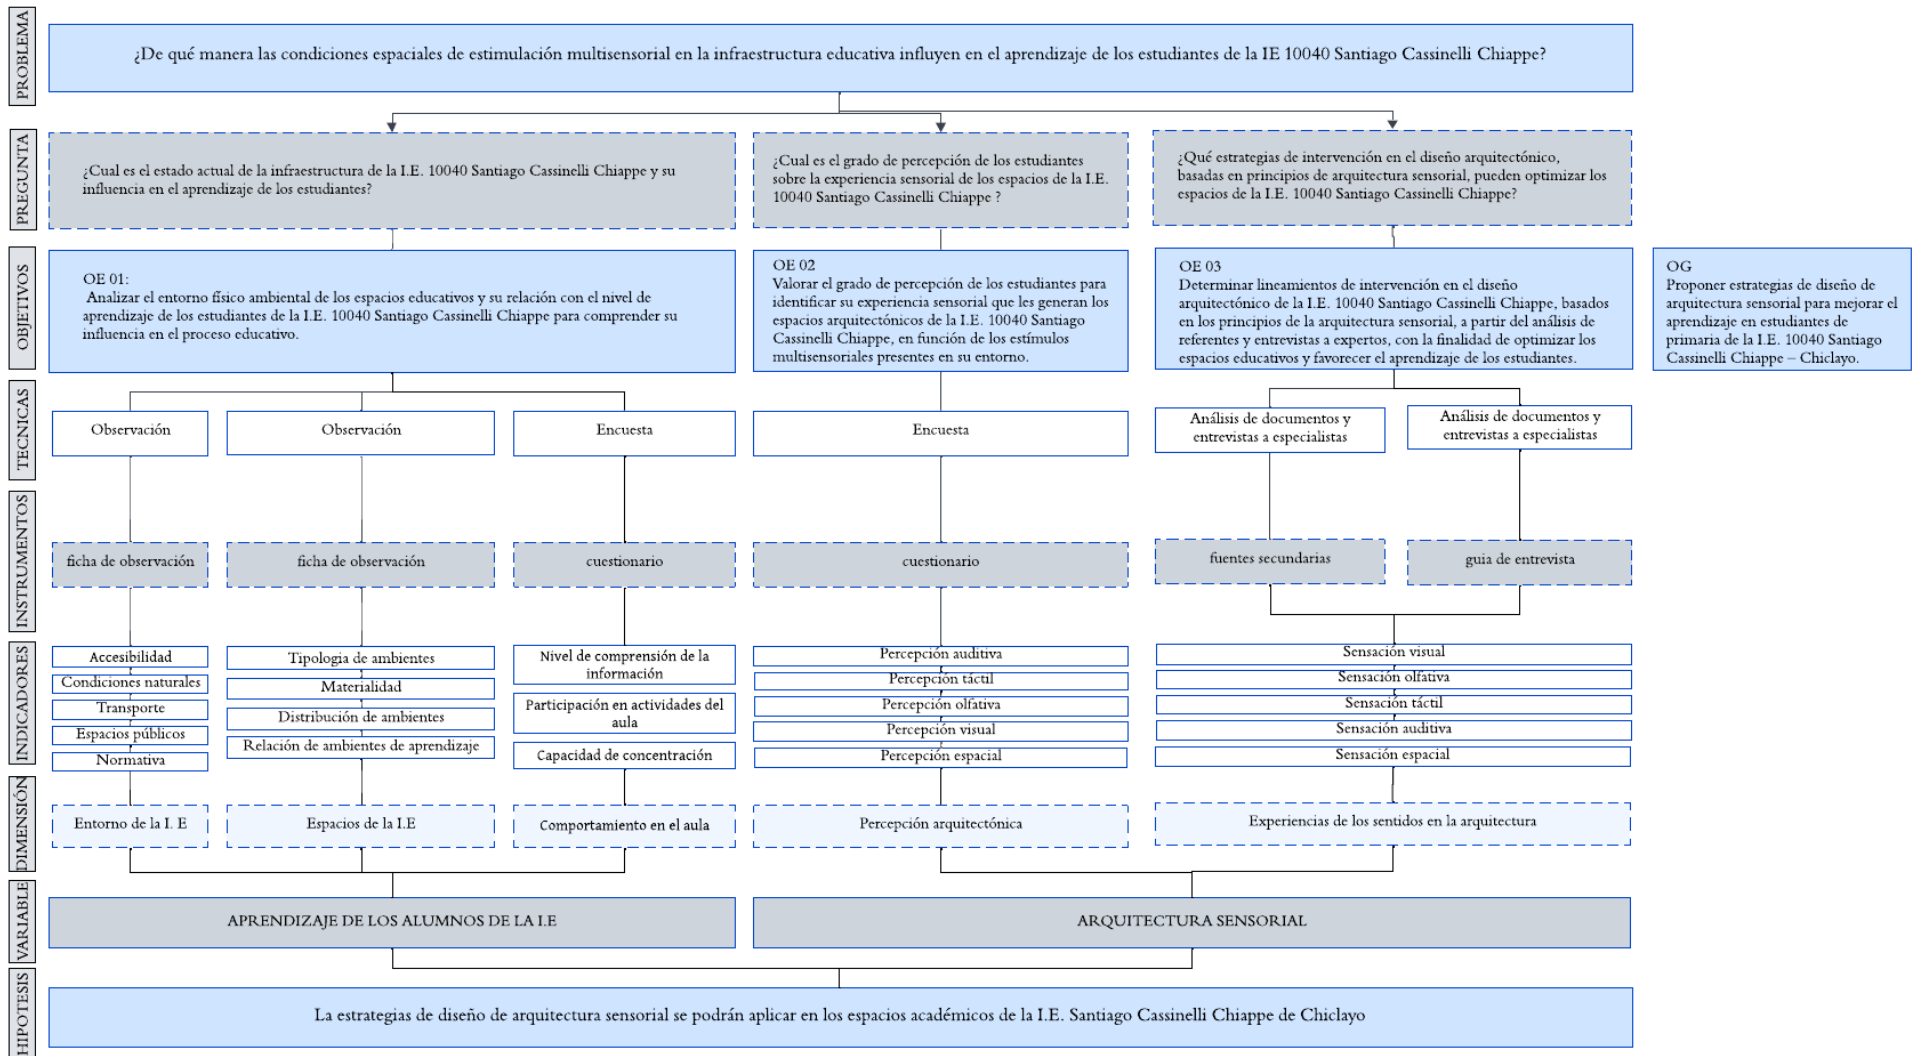 PROBLEMA
¿De qué manera las condiciones espaciales de estimulación multisensorial en la infraestructura educativa influyen en el aprendizaje de los estudiantes de la IE 10040 Santiago Cassinelli Chiappe?
PREGUNTA
¿Cual es el estado actual de la infraestructura de la I.E. 10040 Santiago Cassinelli Chiappe y su
influencia en el aprendizaje de los estudiantes?
¿Cual es el grado de percepción de los estudiantes
sobre la experiencia sensorial de los espacios de la I.E.
10040 Santiago Cassinelli Chiappe ?
¿Qué estrategias de intervención en el diseño arquitectónico,
basadas en principios de arquitectura sensorial, pueden optimizar los
espacios de la I.E. 10040 Santiago Cassinelli Chiappe?
OBJETIVOS
OE 01:
Analizar el entorno físico ambiental de los espacios educativos y su relación con el nivel de
aprendizaje de los estudiantes de la I.E. 10040 Santiago Cassinelli Chiappe para comprender su
influencia en el proceso educativo.
OE 02
Valorar el grado de percepción de los estudiantes para
identificar su experiencia sensorial que les generan los
espacios arquitectónicos de la I.E. 10040 Santiago
Cassinelli Chiappe, en función de los estímulos
multisensoriales presentes en su entorno.
OE 03
Determinar lineamientos de intervención en el diseño
arquitectónico de la I.E. 10040 Santiago Cassinelli Chiappe, basados
en los principios de la arquitectura sensorial, a partir del análisis de
referentes y entrevistas a expertos, con la finalidad de optimizar los
espacios educativos y favorecer el aprendizaje de los estudiantes.
OG
Proponer estrategias de diseño de
arquitectura sensorial para mejorar el
aprendizaje en estudiantes de
primaria de la I.E. 10040 Santiago
Cassinelli Chiappe – Chiclayo.
TECNICAS
Observación
Observación
Encuesta
Encuesta
Análisis de documentos y
entrevistas a especialistas
Análisis de documentos y
entrevistas a especialistas
INSTRUMENTOS
ficha de observación
ficha de observación
cuestionario
cuestionario
fuentes secundarias
guia de entrevista
INDICADORES
Accesibilidad
Condiciones naturales
Transporte
Espacios públicos
Normativa
Tipologia de ambientes
Materialidad
Distribución de ambientes
Relación de ambientes de aprendizaje
Nivel de comprensión de la
información
Participación en actividades del
aula
Capacidad de concentración
Percepción auditiva
Percepción táctil
Percepción olfativa
Percepción visual
Percepción espacial
Sensación visual
Sensación olfativa
Sensación táctil
Sensación auditiva
Sensación espacial
DIMENSIÓN
Entorno de la I. E
Espacios de la I.E
Comportamiento en el aula
Percepción arquitectónica
Experiencias de los sentidos en la arquitectura
VARIABLE
APRENDIZAJE DE LOS ALUMNOS DE LA I.E
ARQUITECTURA SENSORIAL
HIPOTESIS
La estrategias de diseño de arquitectura sensorial se podrán aplicar en los espacios académicos de la I.E. Santiago Cassinelli Chiappe de Chiclayo